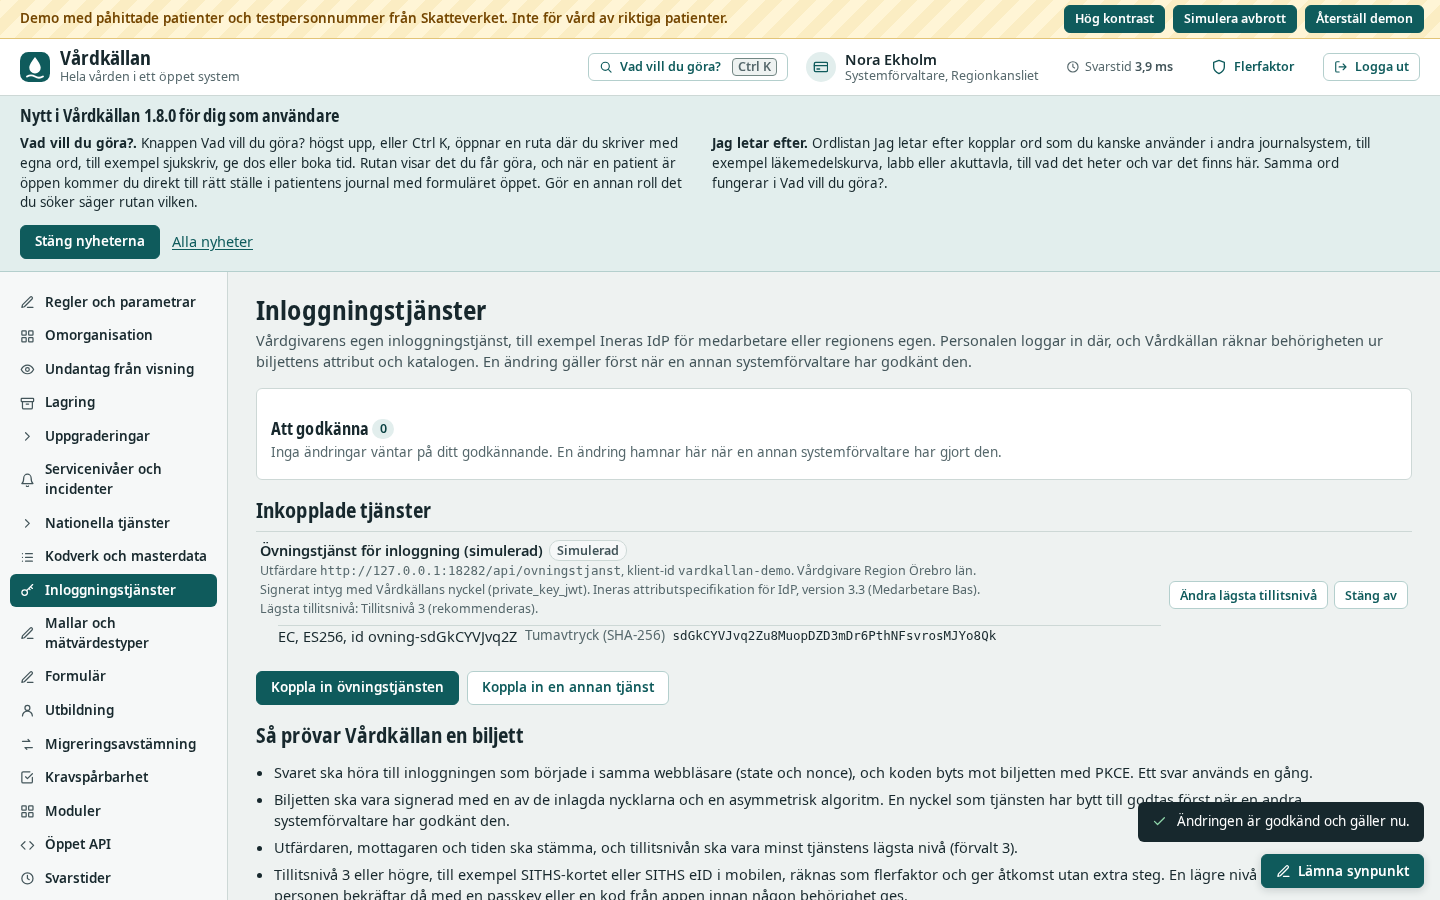 Demo med påhittade patienter och testpersonnummer från Skatteverket. Inte för vård av riktiga patienter.
Hög kontrast
Simulera avbrott
Återställ demon
Vårdkällan
Hela vården i ett öppet system
Vad vill du göra? Ctrl K
Nora Ekholm
Systemförvaltare, Regionkansliet
Svarstid 3,9 ms
Flerfaktor
Logga ut
Nytt i Vårdkällan 1.8.0 för dig som användare
Vad vill du göra?. Knappen Vad vill du göra? högst upp, eller Ctrl K, öppnar en ruta där du skriver med
egna ord, till exempel sjukskriv, ge dos eller boka tid. Rutan visar det du får göra, och när en patient är
öppen kommer du direkt till rätt ställe i patientens journal med formuläret öppet. Gör en annan roll det
du söker säger rutan vilken.
Jag letar efter. Ordlistan Jag letar efter kopplar ord som du kanske använder i andra journalsystem, till
exempel läkemedelskurva, labb eller akuttavla, till vad det heter och var det finns här. Samma ord
fungerar i Vad vill du göra?.
Stäng nyheterna
Alla nyheter
Regler och parametrar
Omorganisation
Undantag från visning
Lagring
Uppgraderingar
Servicenivåer och
incidenter
Nationella tjänster
Kodverk och masterdata
Inloggningstjänster
Mallar och
mätvärdestyper
Formulär
Utbildning
Migreringsavstämning
Kravspårbarhet
Moduler
Öppet API
Svarstider
Inloggningstjänster
Vårdgivarens egen inloggningstjänst, till exempel Ineras IdP för medarbetare eller regionens egen. Personalen loggar in där, och Vårdkällan räknar behörigheten ur
biljettens attribut och katalogen. En ändring gäller först när en annan systemförvaltare har godkänt den.
Att godkänna 0
Inga ändringar väntar på ditt godkännande. En ändring hamnar här när en annan systemförvaltare har gjort den.
Inkopplade tjänster
Övningstjänst för inloggning (simulerad) Simulerad
Utfärdare http://127.0.0.1:18282/api/ovningstjanst, klient-id vardkallan-demo. Vårdgivare Region Örebro län.
Signerat intyg med Vårdkällans nyckel (private_key_jwt). Ineras attributspecifikation för IdP, version 3.3 (Medarbetare Bas).
Lägsta tillitsnivå: Tillitsnivå 3 (rekommenderas).
Ändra lägsta tillitsnivå
Stäng av
EC, ES256, id ovning-sdGkCYVJvq2Z Tumavtryck (SHA-256) sdGkCYVJvq2Zu8MuopDZD3mDr6PthNFsvrosMJYo8Qk
Koppla in övningstjänsten
Koppla in en annan tjänst
Så prövar Vårdkällan en biljett
Svaret ska höra till inloggningen som började i samma webbläsare (state och nonce), och koden byts mot biljetten med PKCE. Ett svar används en gång.
Biljetten ska vara signerad med en av de inlagda nycklarna och en asymmetrisk algoritm. En nyckel som tjänsten har bytt till godtas först när en andra
systemförvaltare har godkänt den.
Utfärdaren, mottagaren och tiden ska stämma, och tillitsnivån ska vara minst tjänstens lägsta nivå (förvalt 3).
Tillitsnivå 3 eller högre, till exempel SITHS-kortet eller SITHS eID i mobilen, räknas som flerfaktor och ger åtkomst utan extra steg. En lägre nivå
personen bekräftar då med en passkey eller en kod från appen innan någon behörighet ges.
Ändringen är godkänd och gäller nu.
Lämna synpunkt